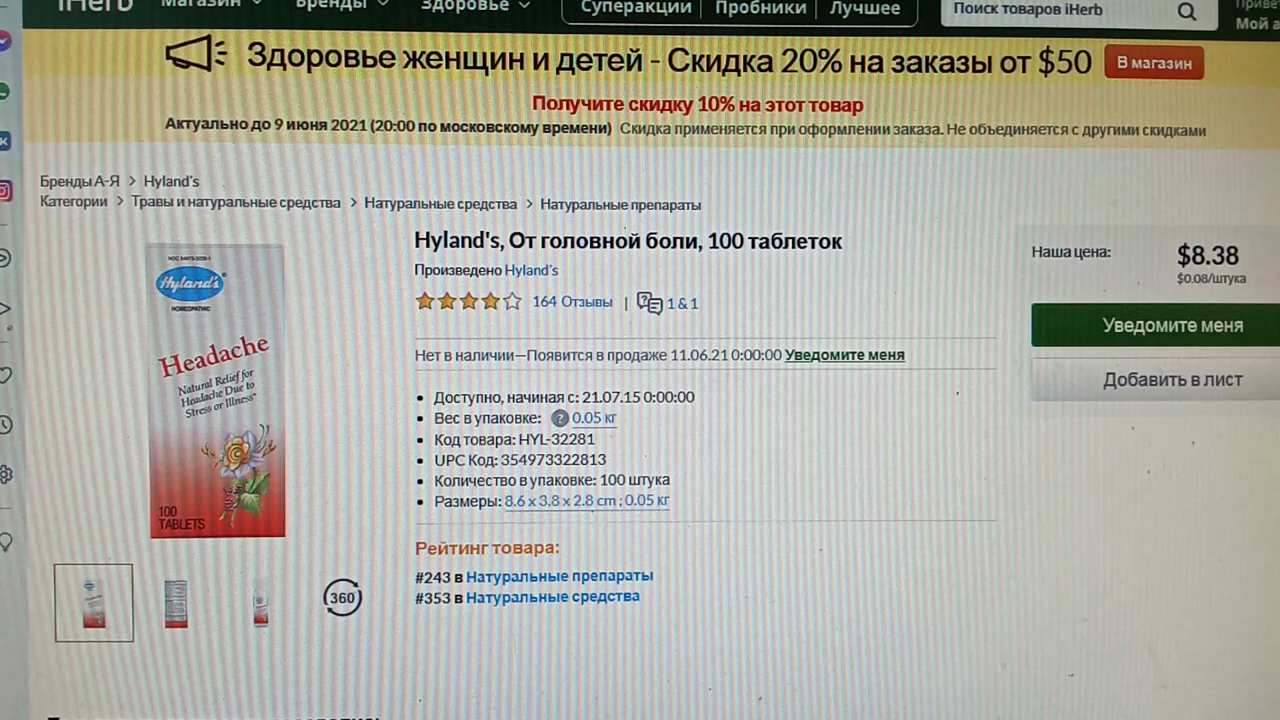 iHerb
Магазин
Бренды
Здоровье
Суперакции
Пробники
Лучшее
Поиск товаров iHerb
Мой
Здоровье женщин и детей - Скидка 20% на заказы от $50
В магазин
Получите скидку 10% на этот товар
Актуально до 9 июня 2021 (20:00 по московскому времени) Скидка применяется при оформлении заказа. Не объединяется с другими скидками
Бренды А-Я > Hyland's
Категории > Травы и натуральные средства > Натуральные средства > Натуральные препараты
Hyland's, От головной боли, 100 таблеток
Произведено Hyland's
164 Отзывы | 1 & 1
Нет в наличии—Появится в продаже 11.06.21 0:00:00 Уведомите меня
Доступно, начиная с: 21.07.15 0:00:00
Вес в упаковке: ? 0.05 кг
Код товара: HYL-32281
UPC Код: 354973322813
Количество в упаковке: 100 штука
Размеры: 8.6 x 3.8 x 2.8 cm ; 0.05 кг
Рейтинг товара:
#243 в Натуральные препараты
#353 в Натуральные средства
Наша цена:
$8.38
$0.08/штука
Уведомите меня
Добавить в лист
Hyland's
HOMEOPATHIC
Headache
Natural Relief for
Headache Due to
Stress or Illness*
100
TABLETS
360